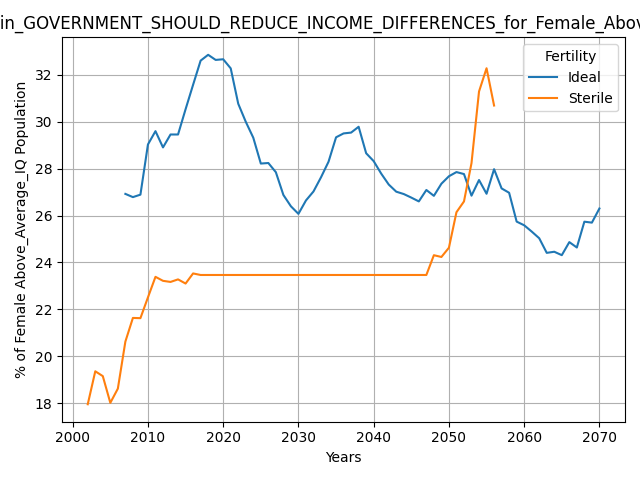 in_GOVERNMENT_SHOULD_REDUCE_INCOME_DIFFERENCES_for_Female_Abov
Fertility
Ideal
Sterile
% of Female Above_Average_IQ Population
32
30
28
26
24
22
20
18
2000 2010 2020 2030 2040 2050 2060 2070
Years